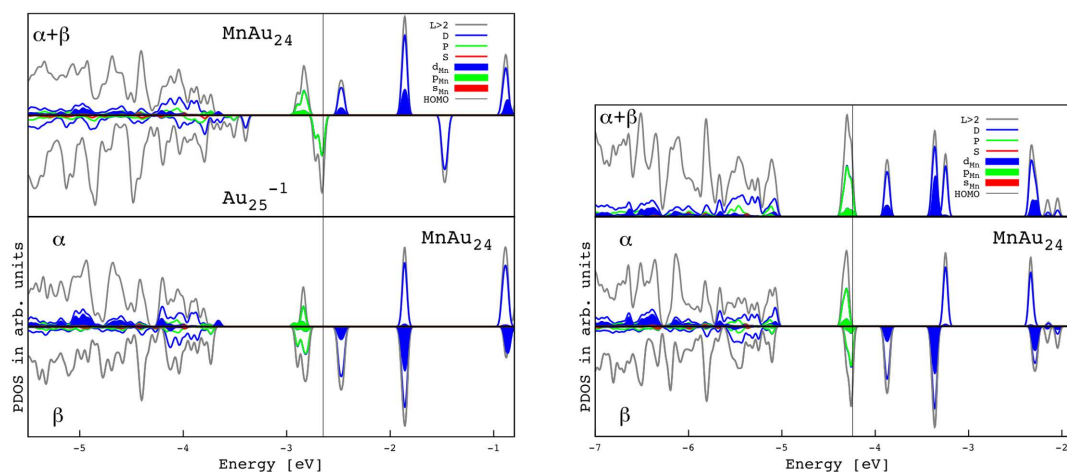 α+β
MnAu24
L>2
D
P
S
dMn
pMn
sMn
HOMO
Au25 -1
α
MnAu24
β
PDOS in arb. units
-5 -4 -3 -2 -1
Energy [eV]
α+β
L>2
D
P
S
dMn
pMn
sMn
HOMO
α
MnAu24
β
PDOS in arb. units
-7 -6 -5 -4 -3 -2
Energy [eV]